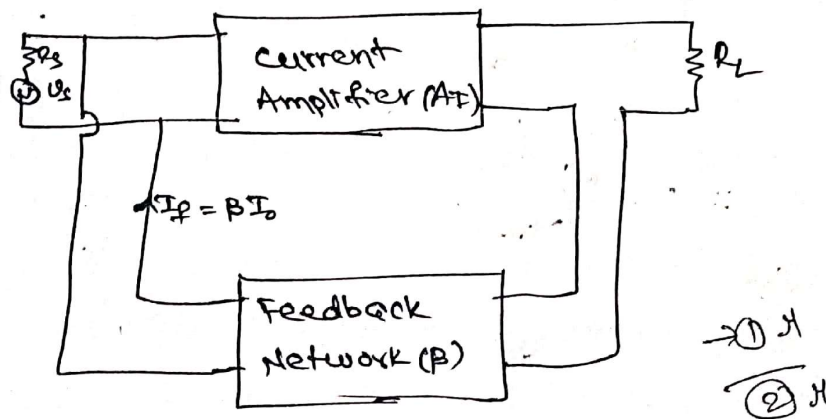 Rs
Vs
Current
Amplifier (AI)
RL
If = βIo
Feedback
Network (β)
→① 
②